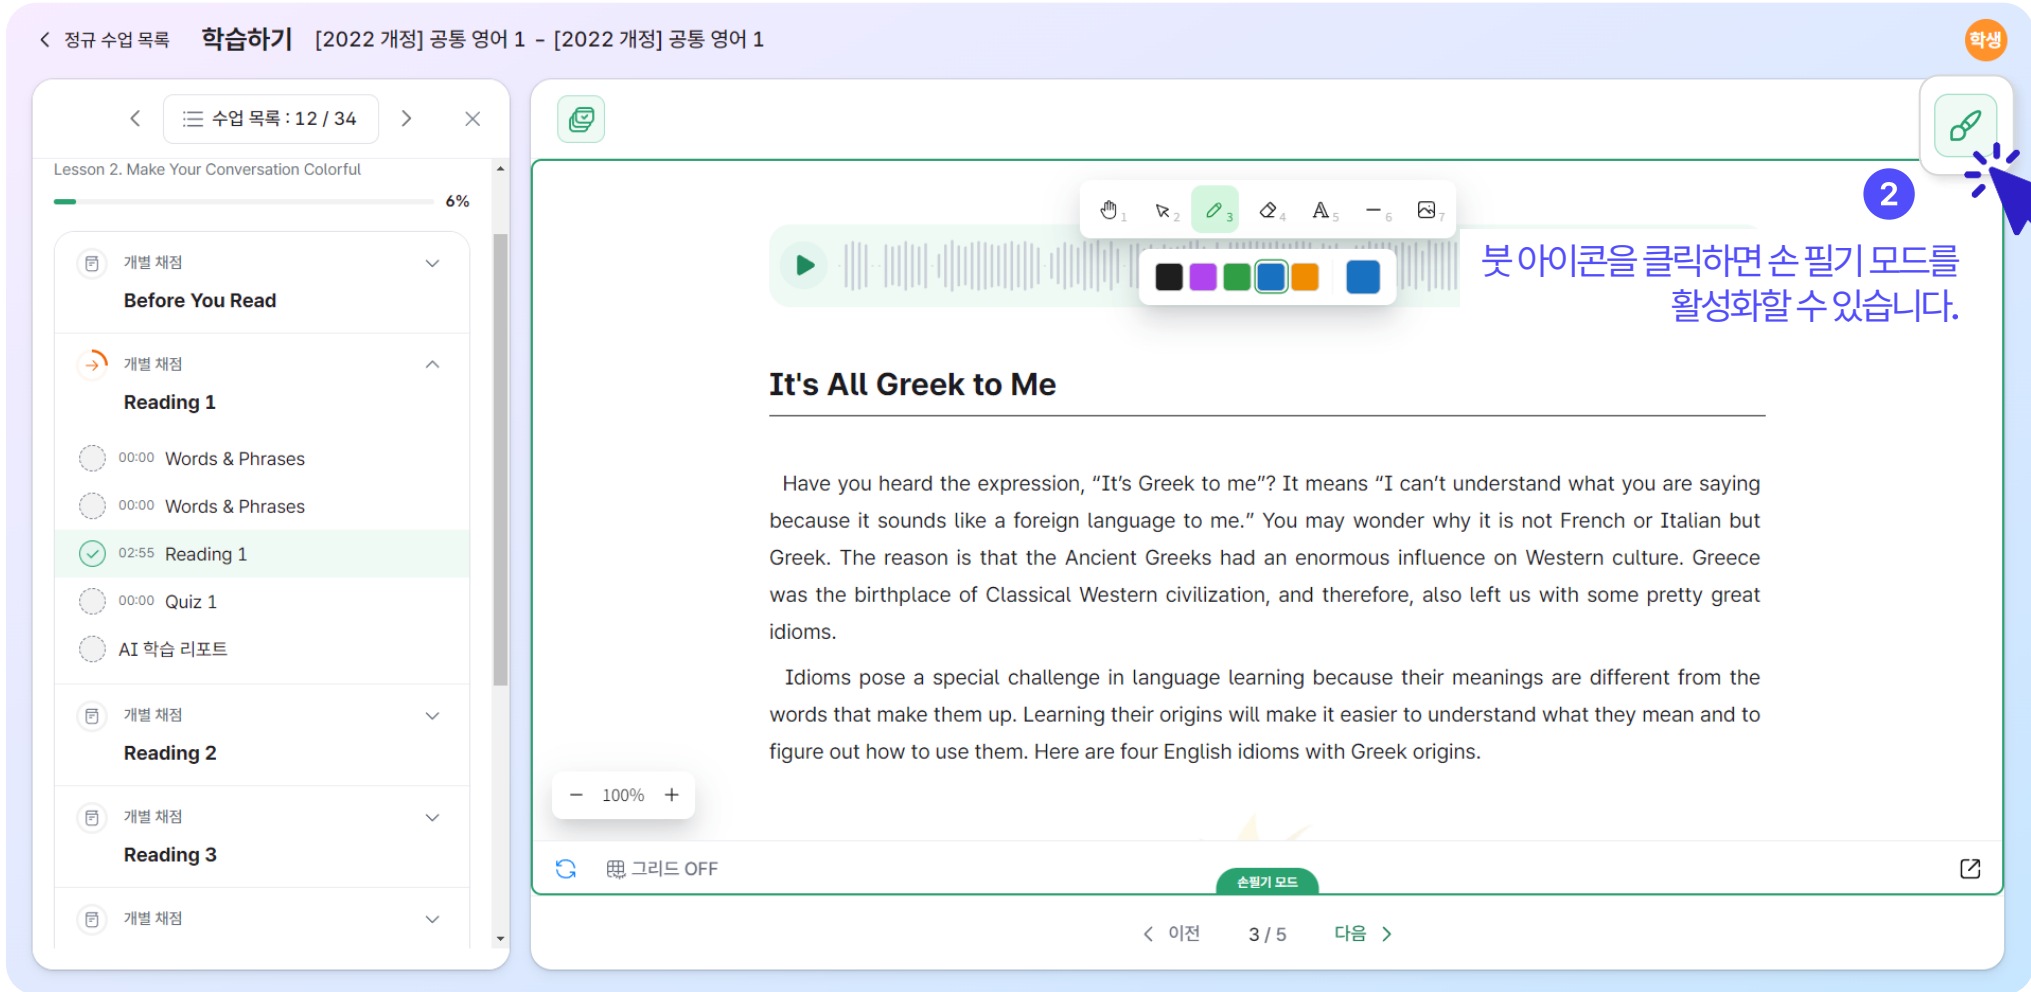 정규 수업 목록 학습하기 [2022 개정] 공통 영어 1 - [2022 개정] 공통 영어 1
학생
수업 목록 : 12 / 34
Lesson 2. Make Your Conversation Colorful
6%
개별 채점
Before You Read
개별 채점
Reading 1
00:00 Words & Phrases
00:00 Words & Phrases
02:55 Reading 1
00:00 Quiz 1
AI 학습 리포트
개별 채점
Reading 2
개별 채점
Reading 3
개별 채점
1 2 3 4 A 5 6 7
2
붓 아이콘을 클릭하면 손 필기 모드를
활성화할 수 있습니다.
It's All Greek to Me
Have you heard the expression, “It’s Greek to me”? It means “I can’t understand what you are saying
because it sounds like a foreign language to me.” You may wonder why it is not French or Italian but
Greek. The reason is that the Ancient Greeks had an enormous influence on Western culture. Greece
was the birthplace of Classical Western civilization, and therefore, also left us with some pretty great
idioms.
Idioms pose a special challenge in language learning because their meanings are different from the
words that make them up. Learning their origins will make it easier to understand what they mean and to
figure out how to use them. Here are four English idioms with Greek origins.
− 100% +
그리드 OFF
손필기 모드
이전 3 / 5 다음